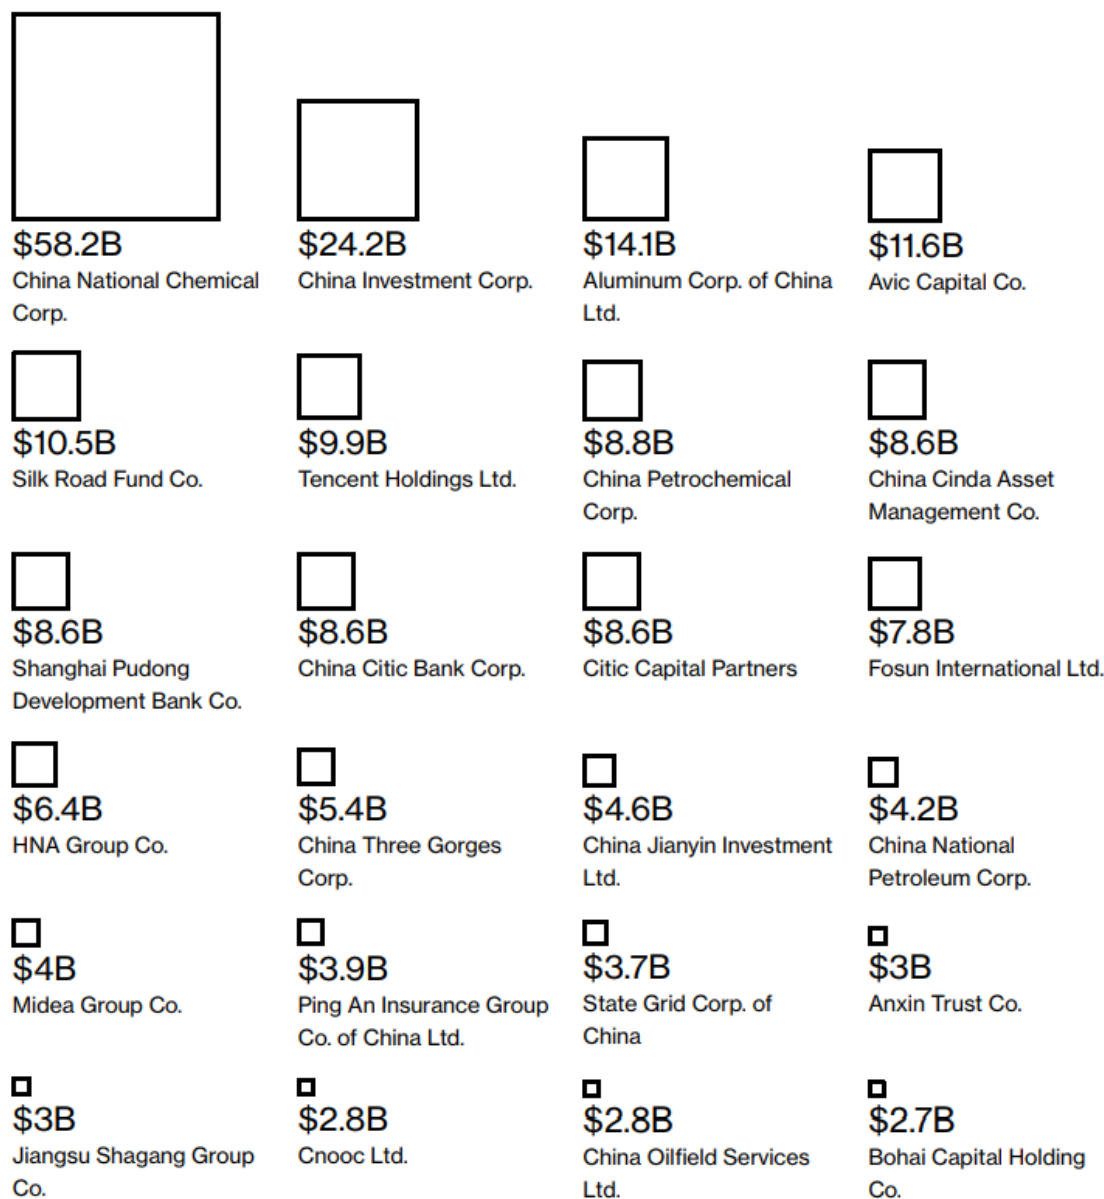 $58.2B
China National Chemical
Corp.
$24.2B
China Investment Corp.
$14.1B
Aluminum Corp. of China
Ltd.
$11.6B
Avic Capital Co.
$10.5B
Silk Road Fund Co.
$9.9B
Tencent Holdings Ltd.
$8.8B
China Petrochemical
Corp.
$8.6B
China Cinda Asset
Management Co.
$8.6B
Shanghai Pudong
Development Bank Co.
$8.6B
China Citic Bank Corp.
$8.6B
Citic Capital Partners
$7.8B
Fosun International Ltd.
$6.4B
HNA Group Co.
$5.4B
China Three Gorges
Corp.
$4.6B
China Jianyin Investment
Ltd.
$4.2B
China National
Petroleum Corp.
$4B
Midea Group Co.
$3.9B
Ping An Insurance Group
Co. of China Ltd.
$3.7B
State Grid Corp. of
China
$3B
Anxin Trust Co.
$3B
Jiangsu Shagang Group
Co.
$2.8B
Cnooc Ltd.
$2.8B
China Oilfield Services
Ltd.
$2.7B
Bohai Capital Holding
Co.